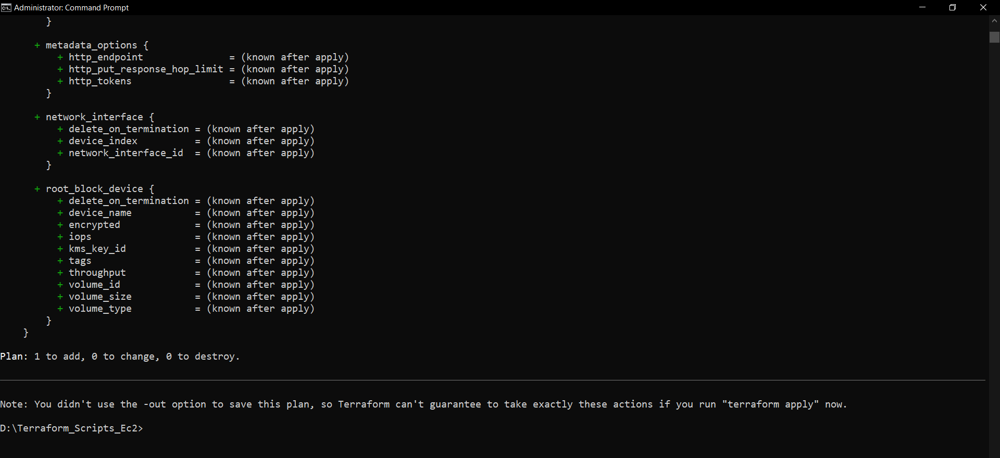 Administrator: Command Prompt
        }

      + metadata_options {
          + http_endpoint               = (known after apply)
          + http_put_response_hop_limit = (known after apply)
          + http_tokens                 = (known after apply)
        }

      + network_interface {
          + delete_on_termination = (known after apply)
          + device_index          = (known after apply)
          + network_interface_id  = (known after apply)
        }

      + root_block_device {
          + delete_on_termination = (known after apply)
          + device_name           = (known after apply)
          + encrypted             = (known after apply)
          + iops                  = (known after apply)
          + kms_key_id            = (known after apply)
          + tags                  = (known after apply)
          + throughput            = (known after apply)
          + volume_id             = (known after apply)
          + volume_size           = (known after apply)
          + volume_type           = (known after apply)
        }
    }

Plan: 1 to add, 0 to change, 0 to destroy.

Note: You didn't use the -out option to save this plan, so Terraform can't guarantee to take exactly these actions if you run "terraform apply" now.

D:\Terraform_Scripts_Ec2>